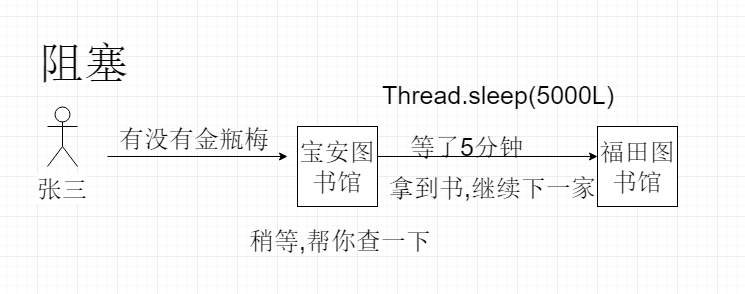 阻塞
Thread.sleep(5000L)
有没有金瓶梅
等了5分钟
宝安图
书馆
福田图
书馆
张三
拿到书,继续下一家
稍等,帮你查一下